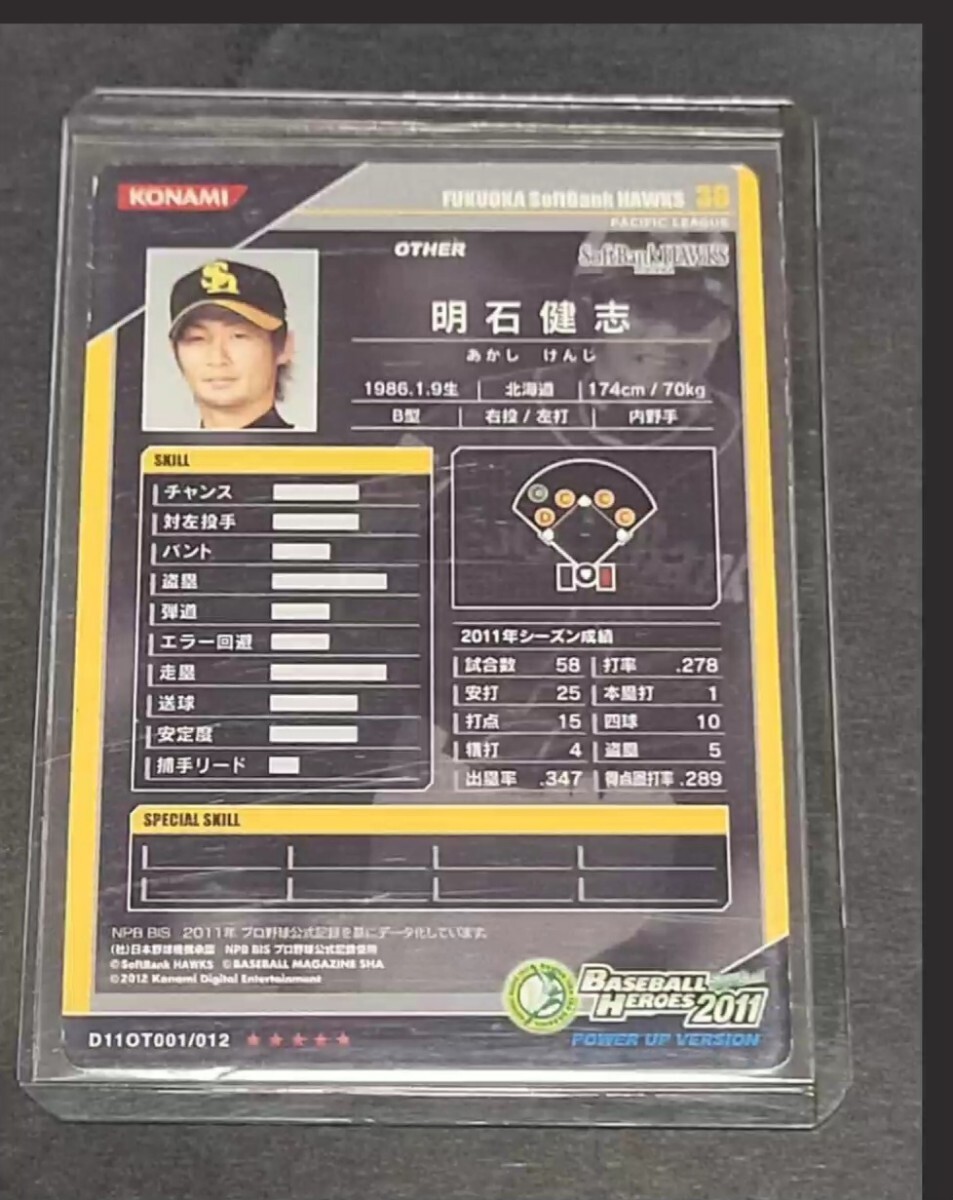 KONAMI
FUKUOKA SoftBank HAWKS 36
PACIFIC LEAGUE
OTHER
SoftBank HAWKS
Sh
明石健志
あかし けんじ
1986.1.9生 北海道 174cm / 70kg
B型 右投 / 左打 内野手
SKILL
チャンス
対左投手
バント
盗塁
弾道
エラー回避
走塁
送球
安定度
捕手リード
C C C
D C
2011年シーズン成績
試合数 58 打率 .278
安打 25 本塁打 1
打点 15 四球 10
犠打 4 盗塁 5
出塁率 .347 得点圏打率 .289
SPECIAL SKILL
NPB BIS 2011年 プロ野球公式記録を基にデータ化しています。
(社)日本野球機構承認 NPB BIS プロ野球公式記録使用
©SoftBank HAWKS ©BASEBALL MAGAZINE SHA
©2012 Konami Digital Entertainment
BASEBALL
HEROES 2011
POWER UP VERSION
D11OT001/012 ★★★★★